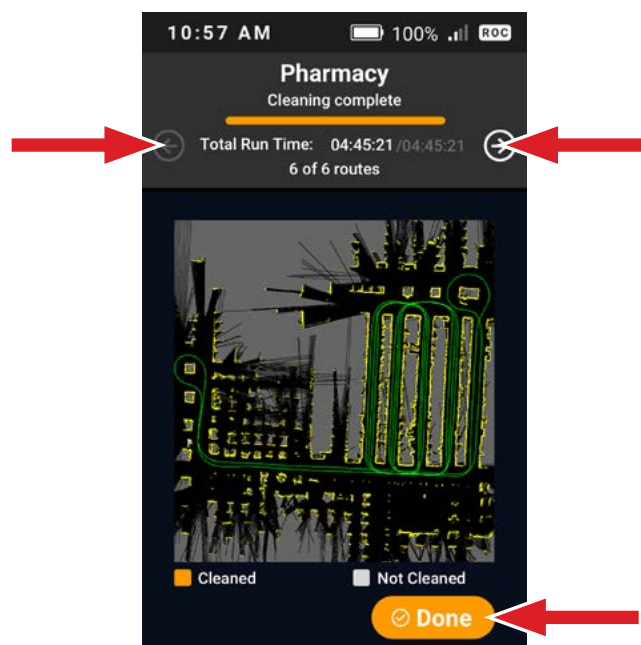 10:57 AM 100% ROC
Pharmacy
Cleaning complete
Total Run Time: 04:45:21/04:45:21
6 of 6 routes
Cleaned Not Cleaned
Done